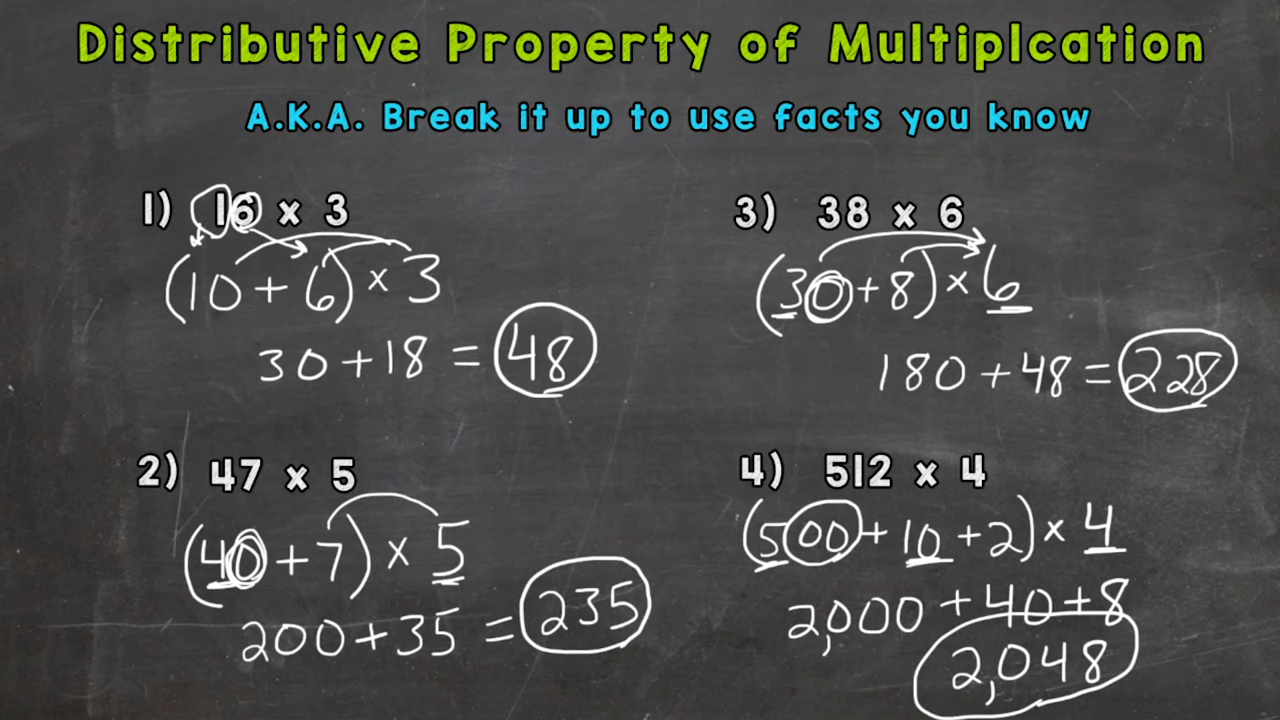 Distributive Property of Multiplcation
A.K.A. Break it up to use facts you know
1) 16 x 3
(10 + 6) x 3
30 + 18 = 48
2) 47 x 5
(40 + 7) x 5
200 + 35 = 235
3) 38 x 6
(30 + 8) x 6
180 + 48 = 228
4) 512 x 4
(500 + 10 + 2) x 4
2,000 + 40 + 8
2,048